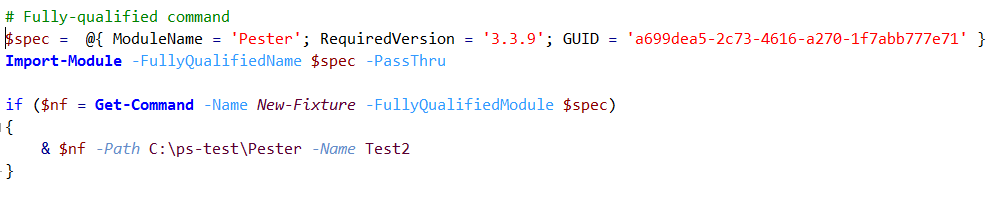 # Fully-qualified command
$spec =  @{ ModuleName = 'Pester'; RequiredVersion = '3.3.9'; GUID = 'a699dea5-2c73-4616-a270-1f7abb777e71' }
Import-Module -FullyQualifiedName $spec -PassThru
if ($nf = Get-Command -Name New-Fixture -FullyQualifiedModule $spec)
{
    & $nf -Path C:\ps-test\Pester -Name Test2
}